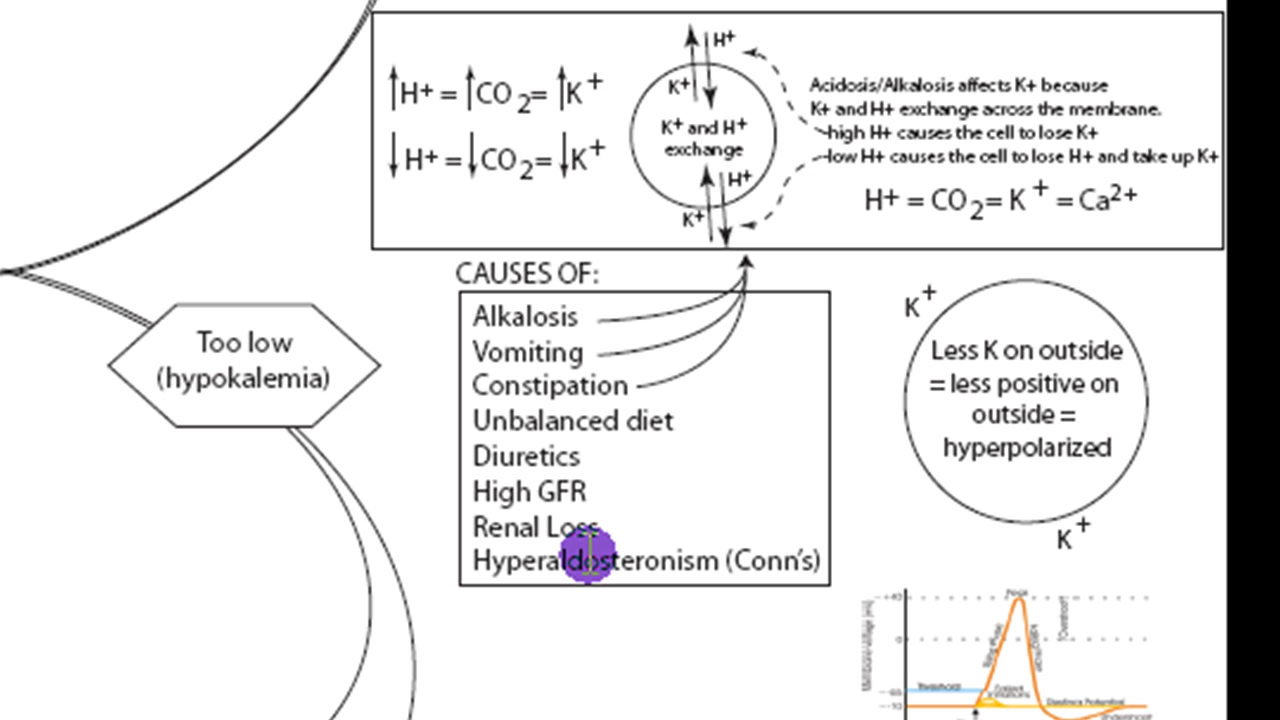 ↑H+ = ↑CO2= ↑K+
↓H+ = ↓CO2= ↓K+
H+
K+
K+ and H+
exchange
H+
K+
Acidosis/Alkalosis affects K+ because
K+ and H+ exchange across the membrane.
-high H+ causes the cell to lose K+
-low H+ causes the cell to lose H+ and take up K+
H+ = CO2= K+ = Ca2+
CAUSES OF:
Alkalosis
Vomiting
Constipation
Unbalanced diet
Diuretics
High GFR
Renal Loss
Hyperaldosteronism (Conn's)
Too low
(hypokalemia)
K+
Less K on outside
= less positive on
outside =
hyperpolarized
K+
Threshold